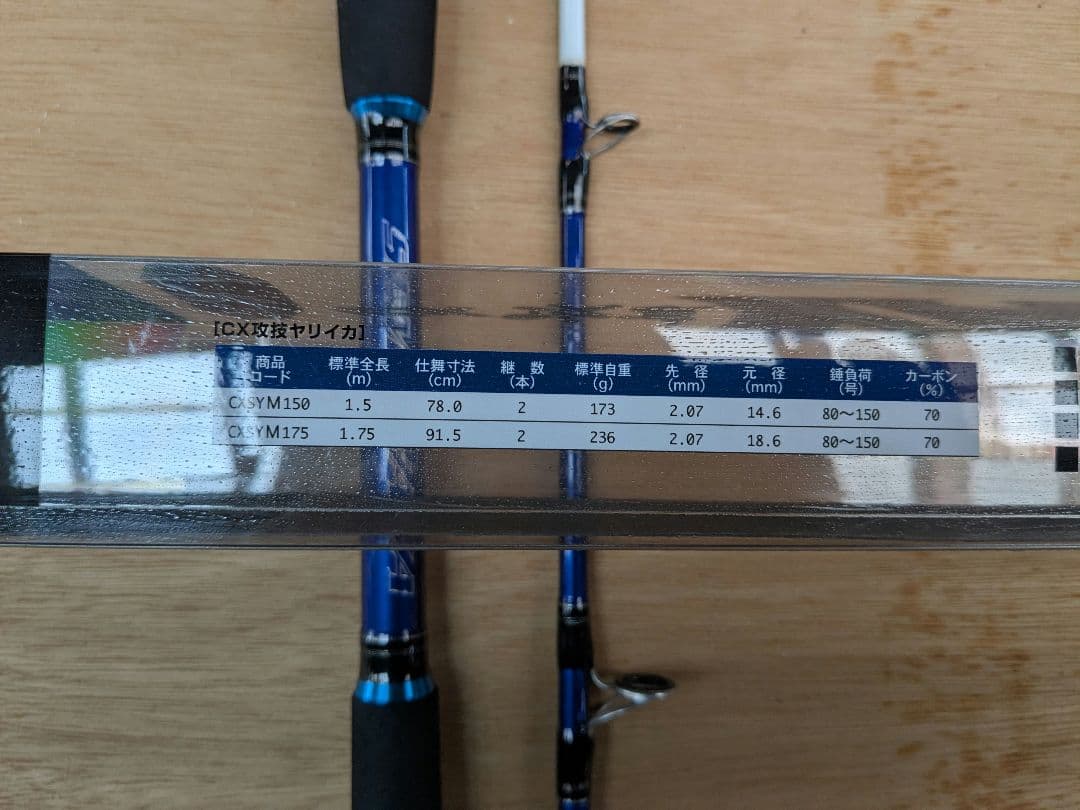 [CX攻技ヤリイカ]
商品コード 標準全長(m) 仕舞寸法(cm) 継 数(本) 標準自重(g) 先 径(mm) 元 径(mm) 錘負荷(号) カーボン(%)
CXSYM150 1.5 78.0 2 173 2.07 14.6 80〜150 70
CXSYM175 1.75 91.5 2 236 2.07 18.6 80〜150 70